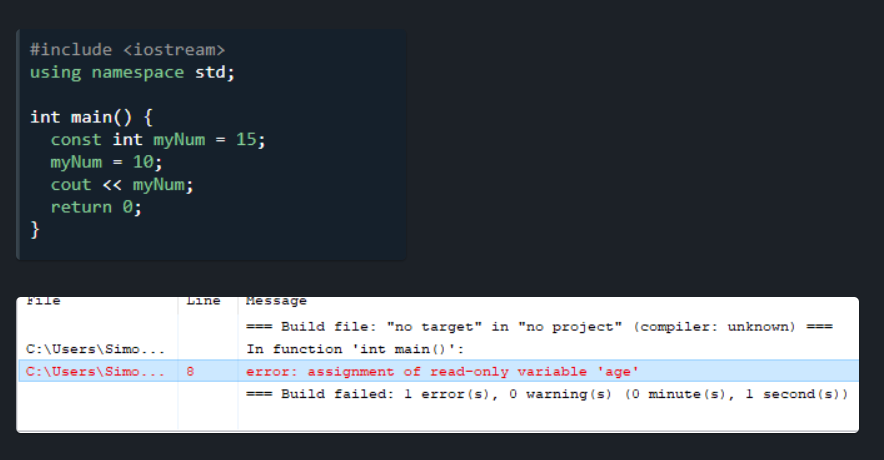 #include <iostream>
using namespace std;
int main() {
const int myNum = 15;
myNum = 10;
cout << myNum;
return 0;
}
File Line Message
=== Build file: "no target" in "no project" (compiler: unknown) ===
C:\Users\Simo... In function 'int main()':
C:\Users\Simo... 8 error: assignment of read-only variable 'age'
=== Build failed: 1 error(s), 0 warning(s) (0 minute(s), 1 second(s))